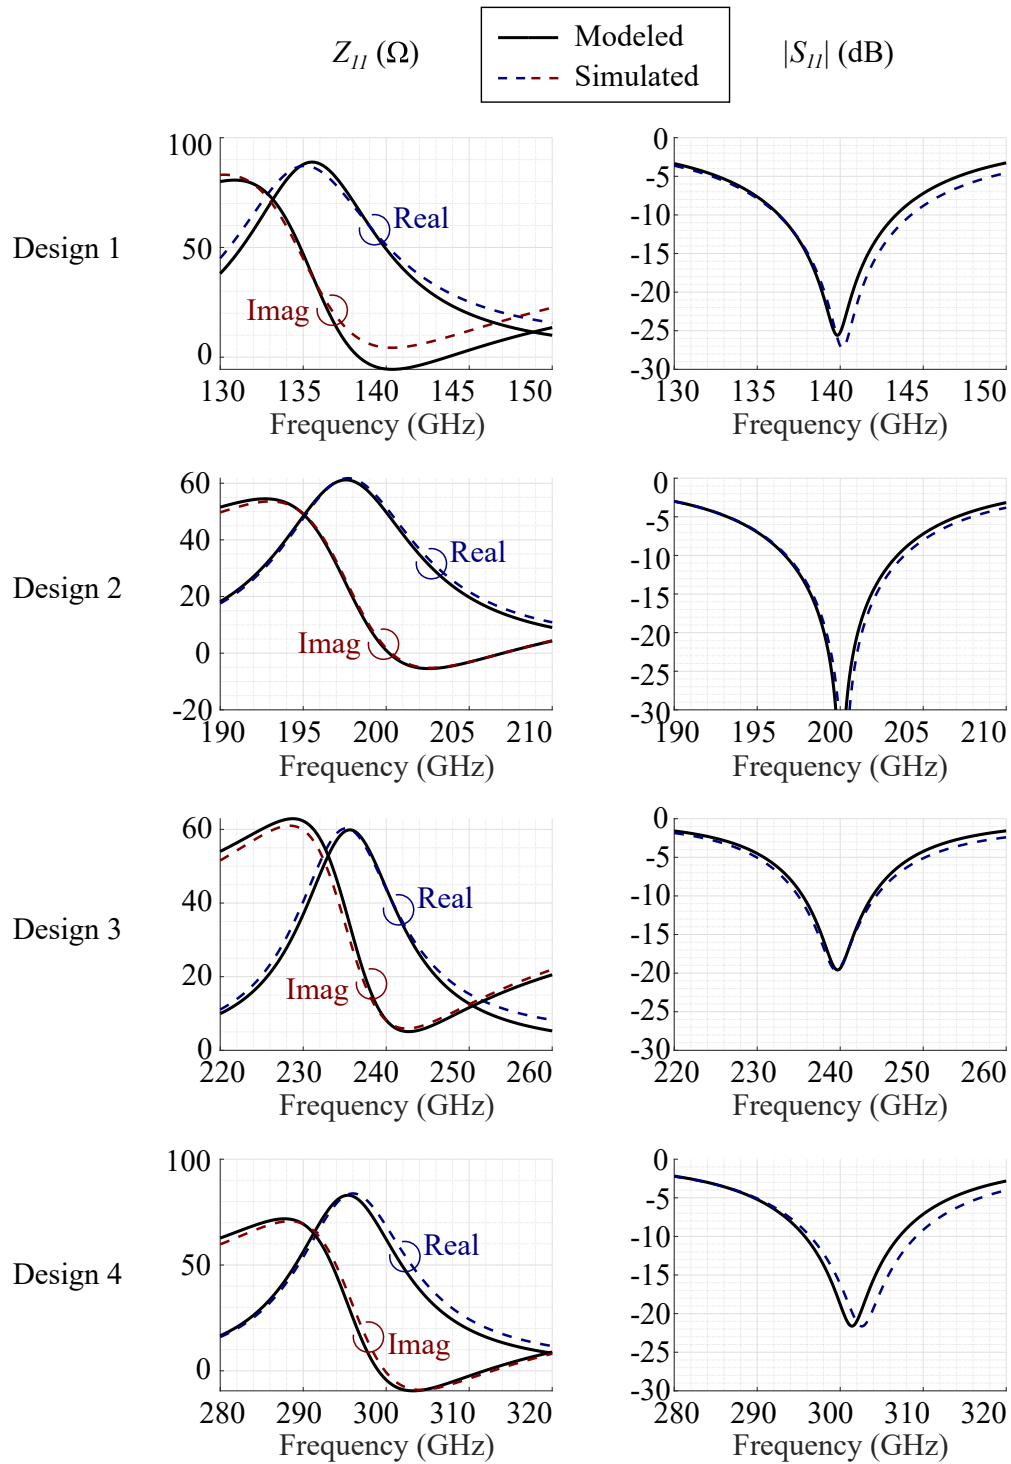 Z11 (Ω)
Modeled
Simulated
|S11| (dB)
Design 1
100
50
0
Real
Imag
130 135 140 145 150
Frequency (GHz)
0
-5
-10
-15
-20
-25
-30
130 135 140 145 150
Frequency (GHz)
Design 2
60
40
20
0
-20
Real
Imag
190 195 200 205 210
Frequency (GHz)
0
-5
-10
-15
-20
-25
-30
190 195 200 205 210
Frequency (GHz)
Design 3
60
40
20
0
Real
Imag
220 230 240 250 260
Frequency (GHz)
0
-5
-10
-15
-20
-25
-30
220 230 240 250 260
Frequency (GHz)
Design 4
100
50
0
Real
Imag
280 290 300 310 320
Frequency (GHz)
0
-5
-10
-15
-20
-25
-30
280 290 300 310 320
Frequency (GHz)